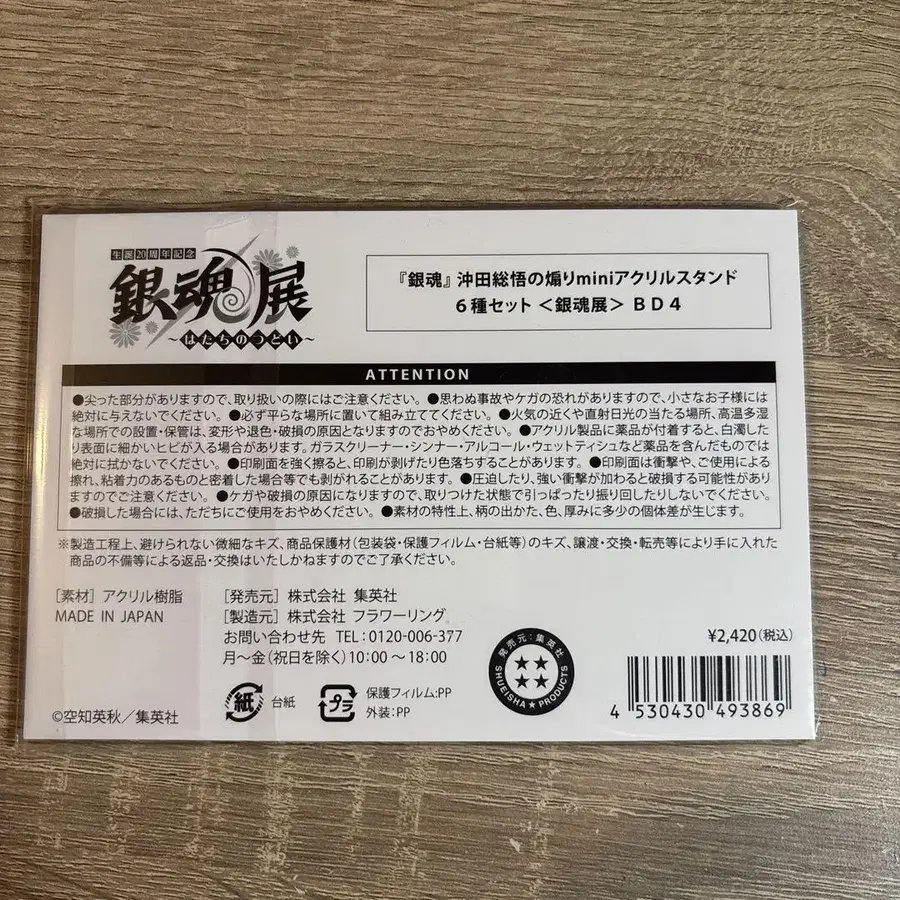 生誕20周年記念
銀魂展
〜はたちのつどい〜
『銀魂』沖田総悟の煽りminiアクリルスタンド
6種セット＜銀魂展＞ BD4
ATTENTION
●尖った部分がありますので、取り扱いの際にはご注意ください。 ●思わぬ事故やケガの恐れがありますので、小さなお子様には
絶対に与えないでください。 ●必ず平らな場所に置いて組み立ててください。 ●火気の近くや直射日光の当たる場所、高温多湿
な場所での設置・保管は、変形や退色・破損の原因となりますのでおやめください。 ●アクリル製品に薬品が付着すると、白濁した
り表面に細かいヒビが入る場合があります。ガラスクリーナー・シンナー・アルコール・ウェットティシュなど薬品を含んだものでは
絶対に拭かないでください。 ●印刷面を強く擦ると、印刷が剥げたり色落ちすることがあります。 ●印刷面は衝撃や、ご使用による
擦れ、粘着力のあるものと密着した場合等でも剥がれることがあります。 ●圧迫したり、強い衝撃が加わると破損する可能性があり
ますのでご注意ください。 ●ケガや破損の原因になりますので、取りつけた状態で引っぱったり振り回したりしないでください。
●破損した場合には、ただちにご使用をおやめください。 ●素材の特性上、柄の出かた、色、厚みに多少の個体差が生じます。
※製造工程上、避けられない微細なキズ、商品保護材(包装袋・保護フィルム・台紙等)のキズ、譲渡・交換・転売等により手に入れた
商品の不備等による返品・交換はいたしかねますのでご了承ください。
［素材］アクリル樹脂
MADE IN JAPAN
［発売元］株式会社 集英社
［製造元］株式会社 フラワーリング
お問い合わせ先 TEL:0120-006-377
月〜金(祝日を除く)10:00〜18:00
紙 台紙
プラ 保護フィルム:PP
外装:PP
発売元:集英社
SHUEISHA★PRODUCTS
¥2,420(税込)
4 530430 493869
©空知英秋／集英社